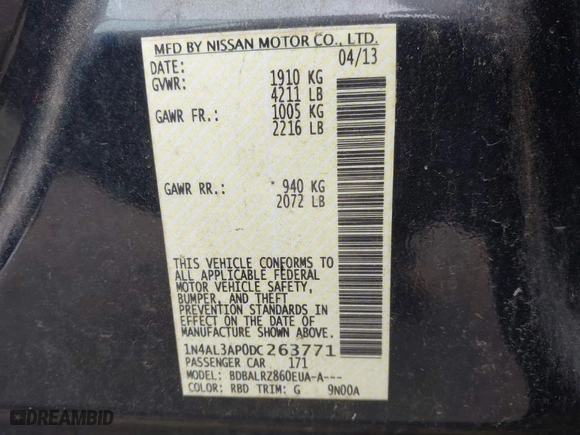 MFD BY NISSAN MOTOR CO., LTD.
DATE: 04/13
GVWR: 1910 KG
4211 LB
GAWR FR.: 1005 KG
2216 LB
GAWR RR.: 940 KG
2072 LB
THIS VEHICLE CONFORMS TO
ALL APPLICABLE FEDERAL
MOTOR VEHICLE SAFETY,
BUMPER, AND THEFT
PREVENTION STANDARDS IN
EFFECT ON THE DATE OF
MANUFACTURE SHOWN ABOVE.
1N4AL3AP0DC263771
PASSENGER CAR 171
MODEL: BDBALRZ860EUA-A---
COLOR: RBD TRIM: G 9N00A
BIDALRABID